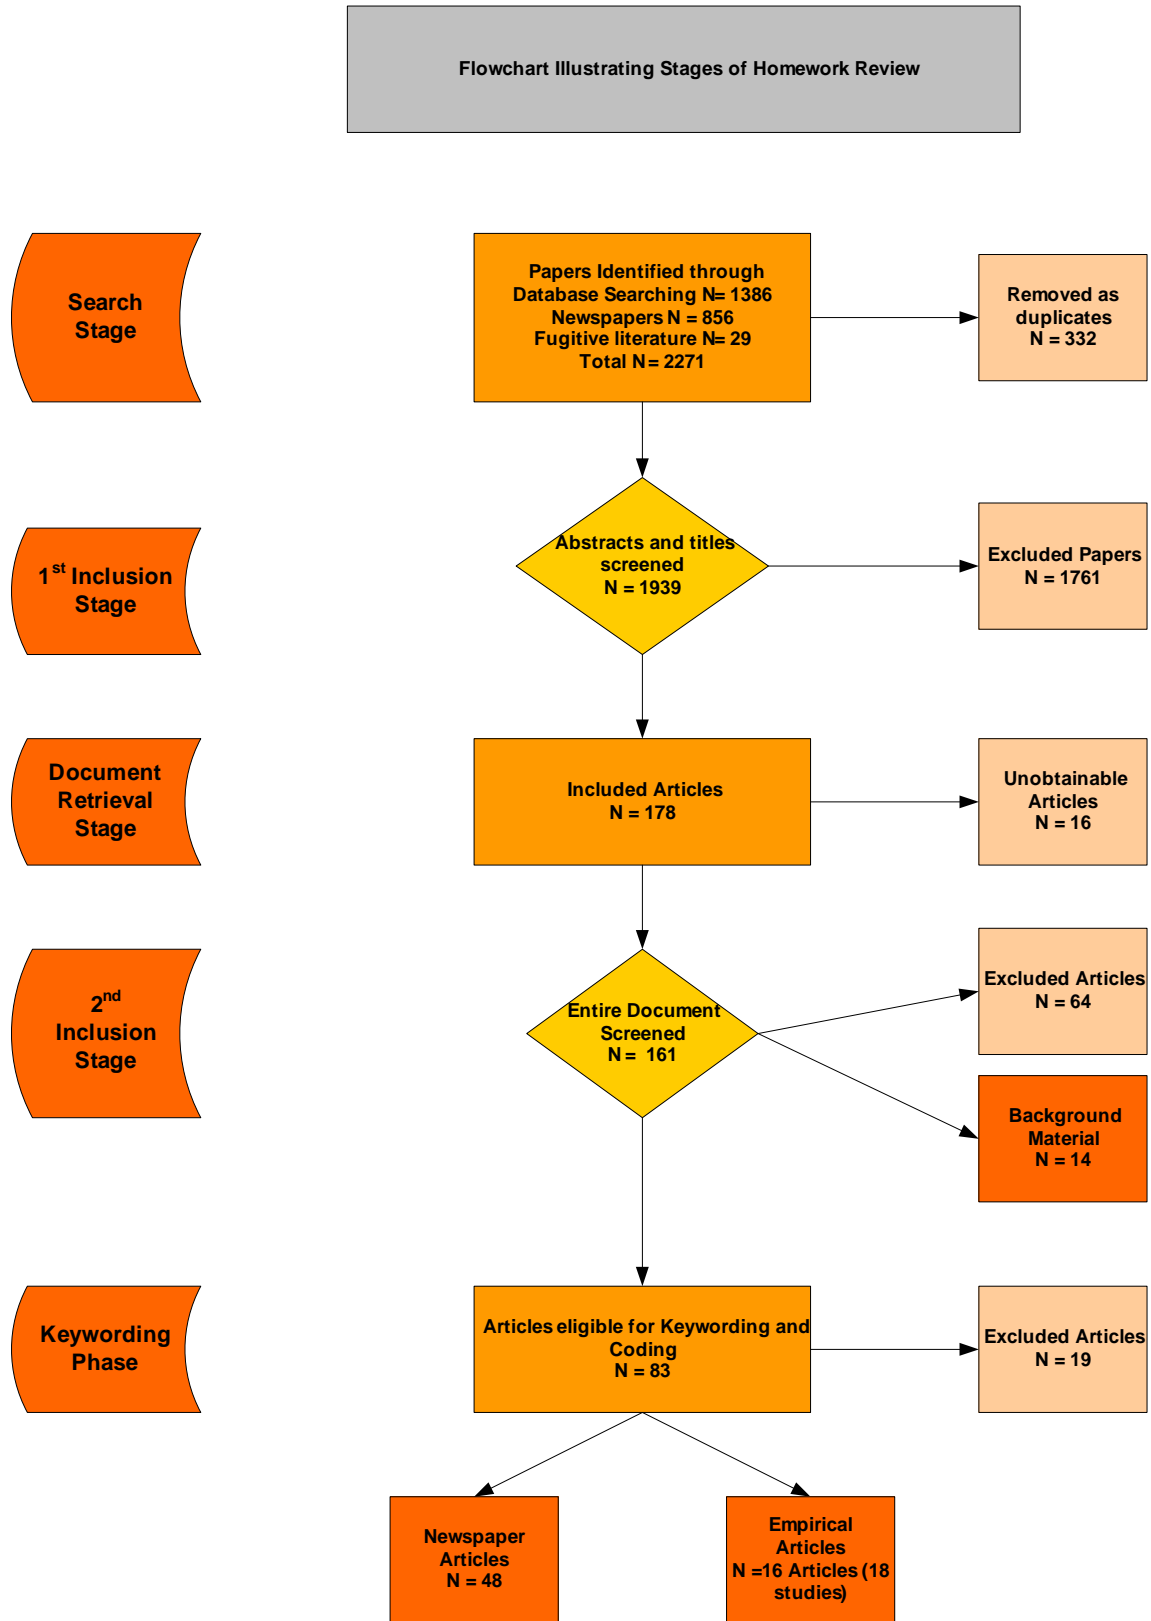 Flowchart Illustrating Stages of Homework Review
Search
Stage
Papers Identified through
Database Searching N= 1386
Newspapers N = 856
Fugitive literature N= 29
Total N= 2271
Removed as
duplicates
N = 332
1st Inclusion
Stage
Abstracts and titles
screened
N = 1939
Excluded Papers
N = 1761
Document
Retrieval
Stage
Included Articles
N = 178
Unobtainable
Articles
N = 16
2nd
Inclusion
Stage
Entire Document
Screened
N = 161
Excluded Articles
N = 64
Background
Material
N = 14
Keywording
Phase
Articles eligible for Keywording and
Coding
N = 83
Excluded Articles
N = 19
Newspaper
Articles
N = 48
Empirical
Articles
N =16 Articles (18
studies)